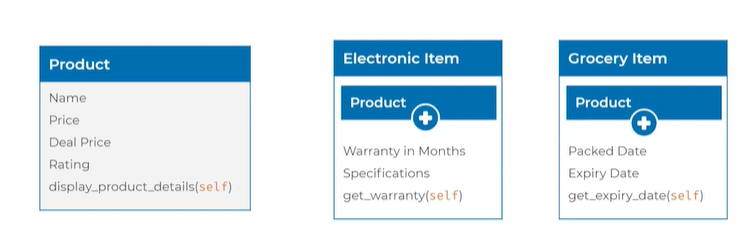 Product
Name
Price
Deal Price
Rating
display_product_details(self)
Electronic Item
Product
Warranty in Months
Specifications
get_warranty(self)
Grocery Item
Product
Packed Date
Expiry Date
get_expiry_date(self)